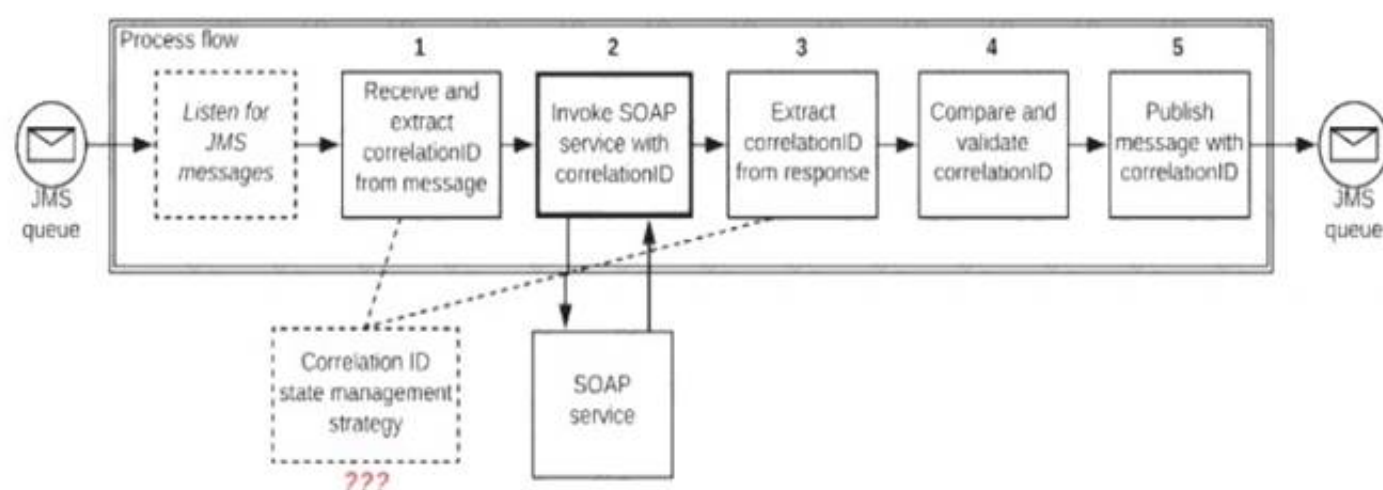 Process flow
1
2
3
4
5
JMS
queue
Listen for
JMS
messages
Receive and
extract
correlationID
from message
Invoke SOAP
service with
correlationID
Extract
correlationID
from response
Compare and
validate
correlationID
Publish
message with
correlationID
JMS
queue
Correlation ID
state management
strategy
???
SOAP
service